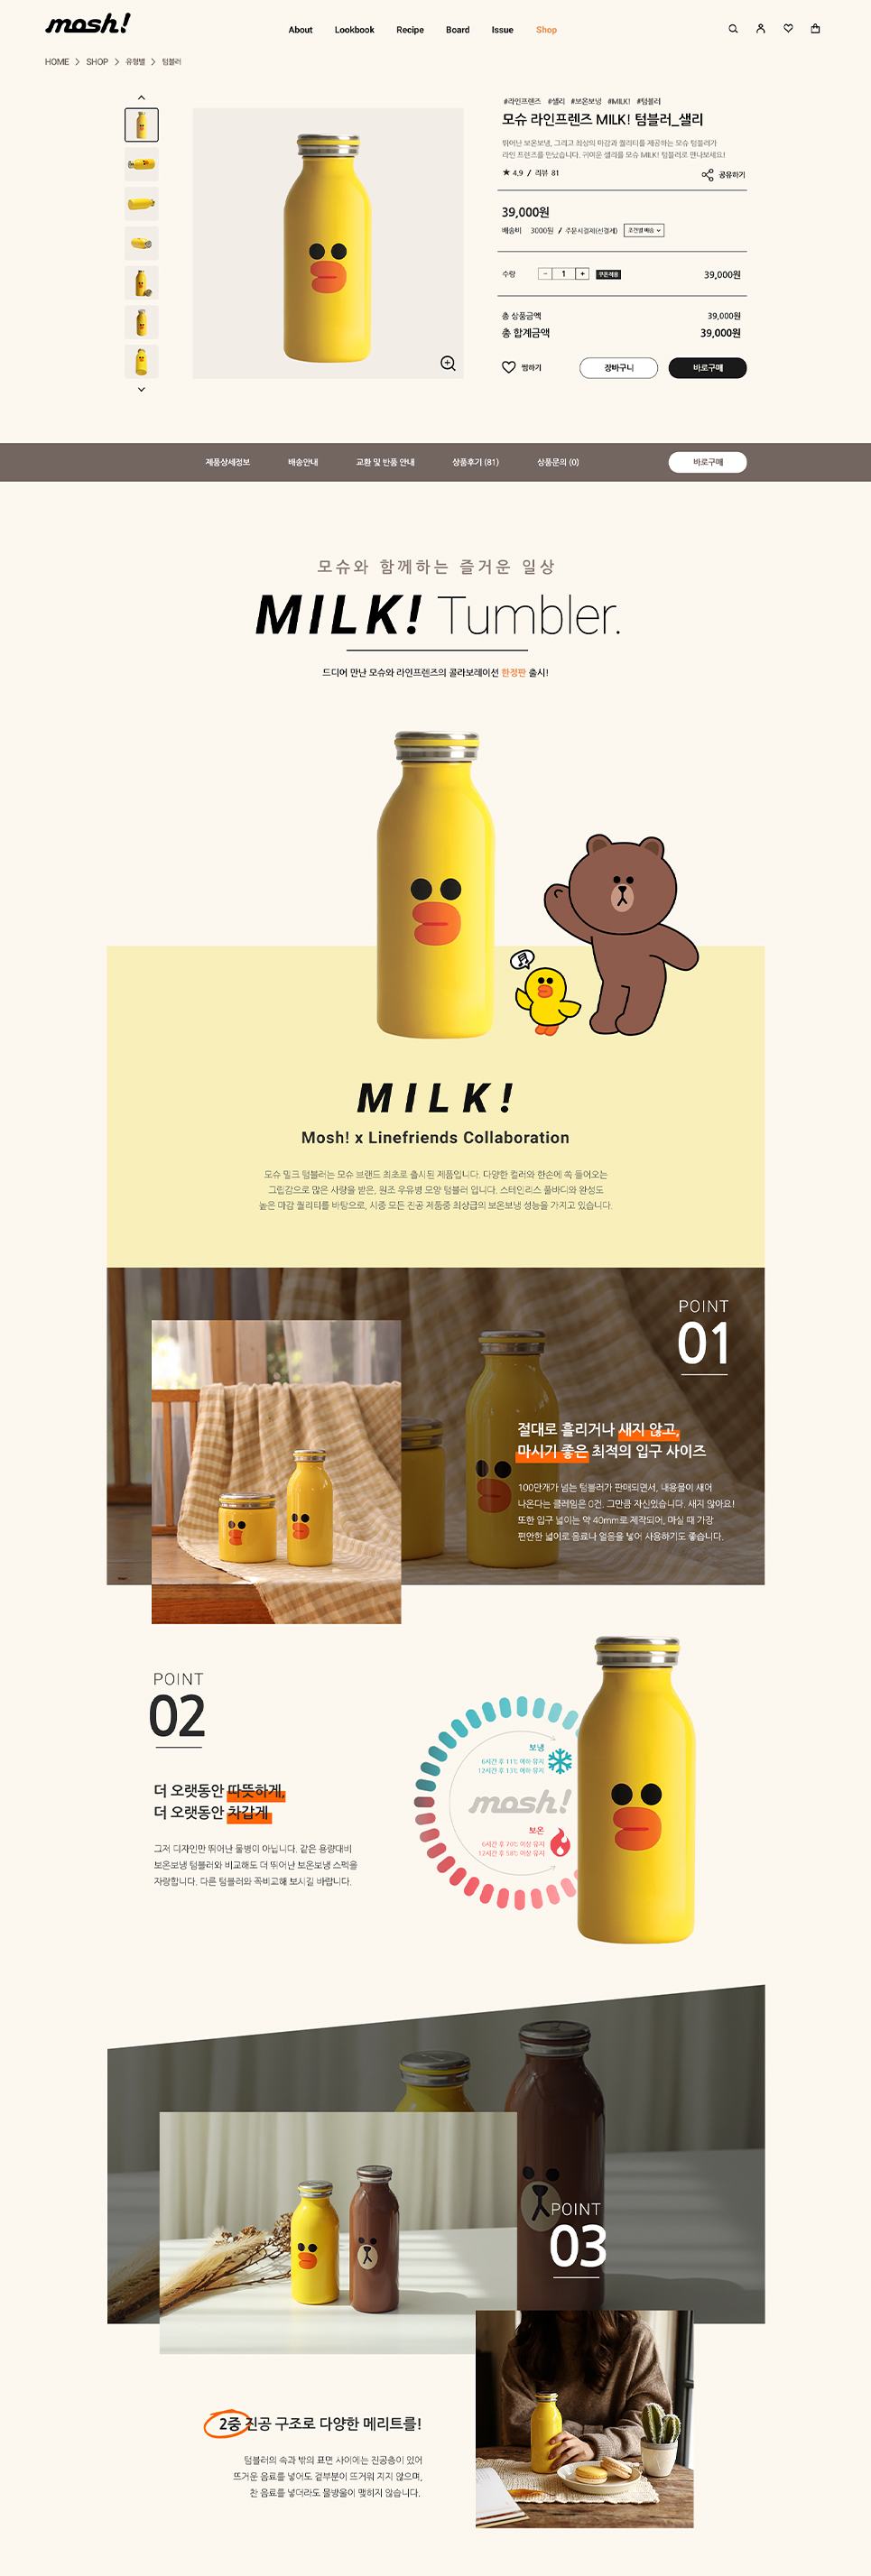 mosh!
About Lookbook Recipe Board Issue Shop
HOME > SHOP > 유형별 > 텀블러
#라인프렌즈 #샐리 #보온보냉 #MILK! #텀블러
모슈 라인프렌즈 MILK! 텀블러_샐리
뛰어난 보온보냉, 그리고 최상의 마감과 퀄리티를 제공하는 모슈 텀블러가
라인 프렌즈를 만났습니다. 귀여운 샐리를 모슈 MILK! 텀블러로 만나보세요!
★ 4.9 / 리뷰 81
공유하기
39,000원
배송비 3000원 / 주문시결제(선결제) 조건별 배송
수량 - 1 + 쿠폰적용 39,000원
총 상품금액 39,000원
총 합계금액 39,000원
찜하기 장바구니 바로구매
제품상세정보 배송안내 교환 및 반품 안내 상품후기 (81) 상품문의 (0) 바로구매
모슈와 함께하는 즐거운 일상
MILK! Tumbler.
드디어 만난 모슈와 라인프렌즈의 콜라보레이션 한정판 출시!
MILK!
Mosh! x Linefriends Collaboration
모슈 밀크 텀블러는 모슈 브랜드 최초로 출시된 제품입니다. 다양한 컬러와 한손에 쏙 들어오는
그립감으로 많은 사랑을 받은, 원조 우유병 모양 텀블러 입니다. 스테인리스 풀바디와 완성도
높은 마감 퀄리티를 바탕으로, 시중 모든 진공 제품중 최상급의 보온보냉 성능을 가지고 있습니다.
POINT
01
절대로 흘리거나 새지 않고,
마시기 좋은 최적의 입구 사이즈
100만개가 넘는 텀블러가 판매되면서, 내용물이 새어
나온다는 클레임은 0건. 그만큼 자신있습니다. 새지 않아요!
또한 입구 넓이는 약 40mm로 제작되어, 마실 때 가장
편안한 넓이로 음료나 얼음을 넣어 사용하기도 좋습니다.
POINT
02
더 오랫동안 따뜻하게,
더 오랫동안 차갑게
그저 디자인만 뛰어난 물병이 아닙니다. 같은 용량대비
보온보냉 텀블러와 비교해도 더 뛰어난 보온보냉 스펙을
자랑합니다. 다른 텀블러와 꼭비교해 보시길 바랍니다.
보냉
6시간 후 11℃ 이하 유지
12시간 후 13℃ 이하 유지
mosh!
보온
6시간 후 70℃ 이상 유지
12시간 후 58℃ 이상 유지
POINT
03
2중 진공 구조로 다양한 메리트를!
텀블러의 속과 밖의 표면 사이에는 진공층이 있어
뜨거운 음료를 넣어도 겉부분이 뜨거워 지지 않으며,
찬 음료를 넣더라도 물방울이 맺히지 않습니다.